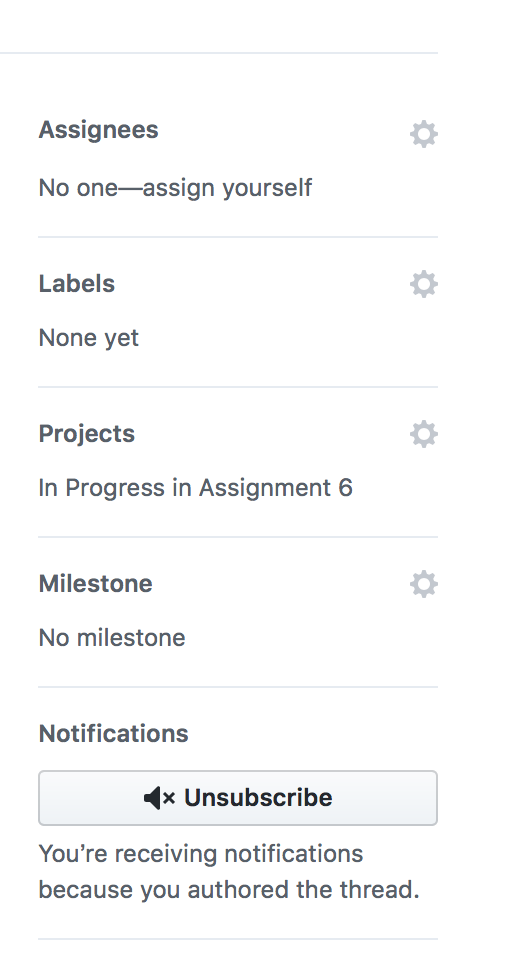 Assignees
No one—assign yourself
Labels
None yet
Projects
In Progress in Assignment 6
Milestone
No milestone
Notifications
Unsubscribe
You’re receiving notifications
because you authored the thread.